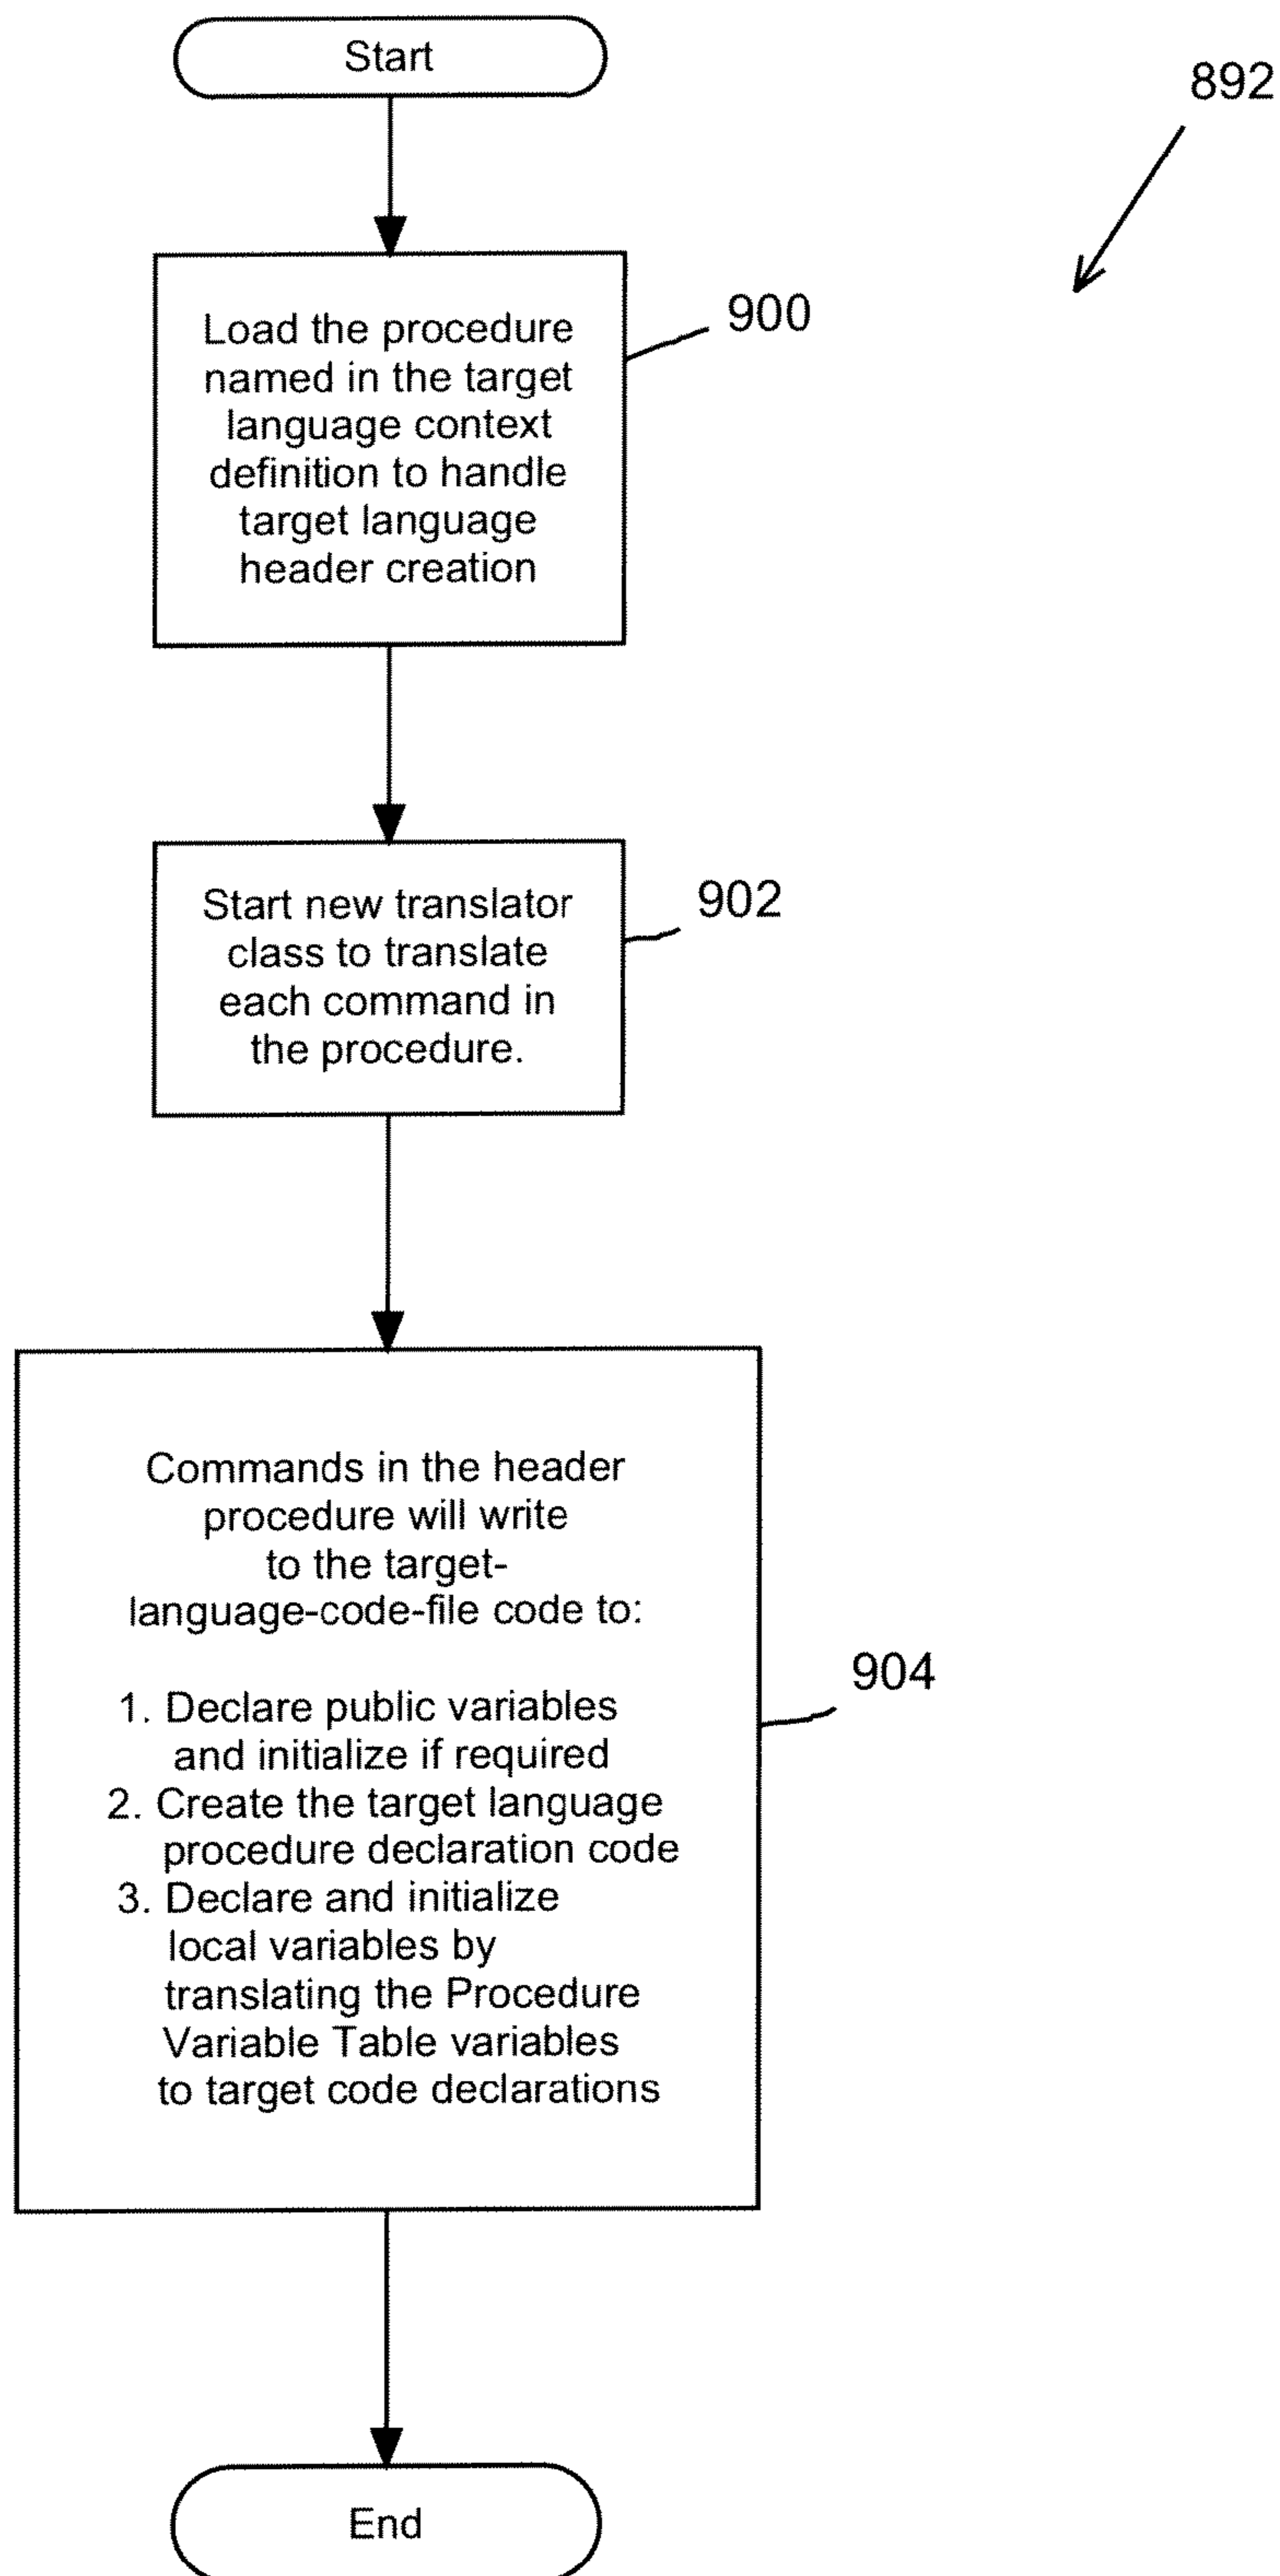 Start
892
Load the procedure
named in the target
language context
definition to handle
target language
header creation
900
Start new translator
class to translate
each command in
the procedure.
902
Commands in the header
procedure will write
to the target-
language-code-file code to:
1. Declare public variables
and initialize if required
2. Create the target language
procedure declaration code
3. Declare and initialize
local variables by
translating the Procedure
Variable Table variables
to target code declarations
904
End